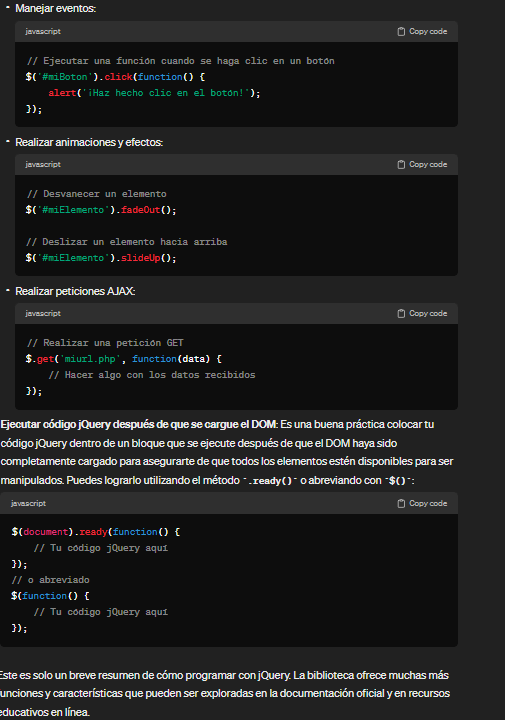 • Manejar eventos:
javascript Copy code
// Ejecutar una función cuando se haga clic en un botón
$('#miBoton').click(function() {
    alert('¡Haz hecho clic en el botón!');
});
• Realizar animaciones y efectos:
javascript Copy code
// Desvanecer un elemento
$('#miElemento').fadeOut();

// Deslizar un elemento hacia arriba
$('#miElemento').slideUp();
• Realizar peticiones AJAX:
javascript Copy code
// Realizar una petición GET
$.get('miurl.php', function(data) {
    // Hacer algo con los datos recibidos
});
Ejecutar código jQuery después de que se cargue el DOM: Es una buena práctica colocar tu
código jQuery dentro de un bloque que se ejecute después de que el DOM haya sido
completamente cargado para asegurarte de que todos los elementos estén disponibles para ser
manipulados. Puedes lograrlo utilizando el método `.ready()` o abreviando con `$()`:
javascript Copy code
$(document).ready(function() {
    // Tu código jQuery aquí
});
// o abreviado
$(function() {
    // Tu código jQuery aquí
});
Este es solo un breve resumen de cómo programar con jQuery. La biblioteca ofrece muchas más
funciones y características que pueden ser exploradas en la documentación oficial y en recursos
educativos en línea.